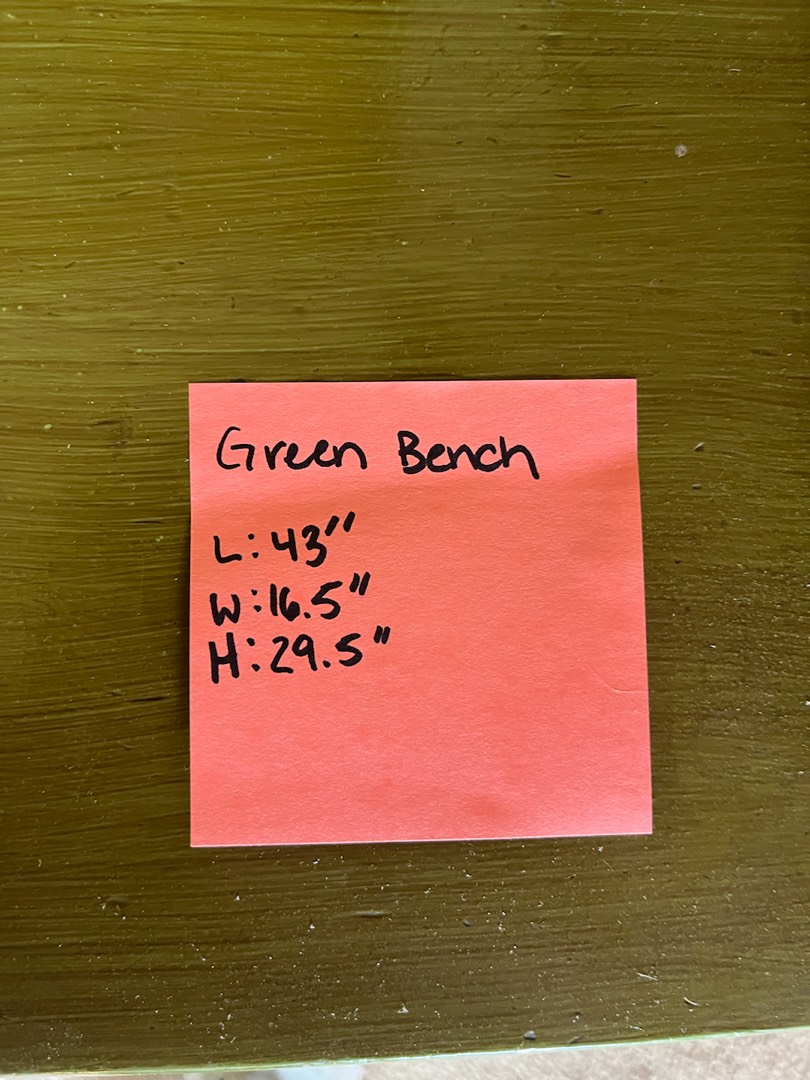 Green Bench
L: 43"
W: 16.5"
H: 29.5"